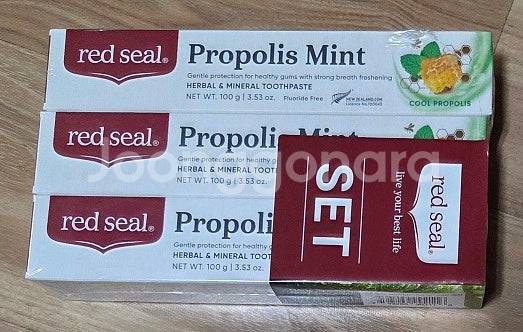 red seal®
Propolis Mint
Gentle protection for healthy gums with strong breath freshening
HERBAL & MINERAL TOOTHPASTE
NET WT. 100 g | 3.53 oz. Fluoride Free
NEWZEALAND.COM
COOL PROPOLIS
red seal®
Propolis Mint
Gentle protection for healthy
HERBAL & MINERAL TOOT
NET WT. 100 g | 3.53 oz.
red seal®
Propoli
Gentle protection for healthy g
HERBAL & MINERAL TOOT
NET WT. 100 g | 3.53 oz.
SET
live your best life
red seal®
Joonggonara